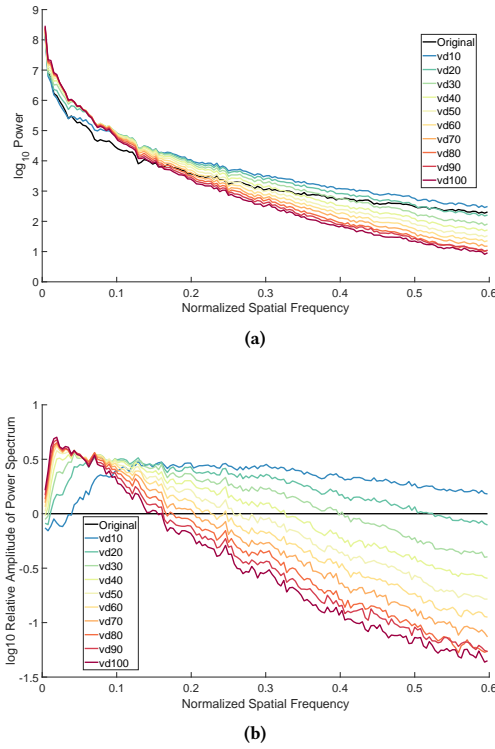 9
8
7
6
5
4
3
2
1
0
log10 Power
0
0.1
0.2
0.3
0.4
0.5
0.6
Normalized Spatial Frequency
Original
vd10
vd20
vd30
vd40
vd50
vd60
vd70
vd80
vd90
vd100
(a)
1
0.5
0
-0.5
-1
-1.5
log10 Relative Amplitude of Power Spectrum
Original
vd10
vd20
vd30
vd40
vd50
vd60
vd70
vd80
vd90
vd100
0
0.1
0.2
0.3
0.4
0.5
0.6
Normalized Spatial Frequency
(b)